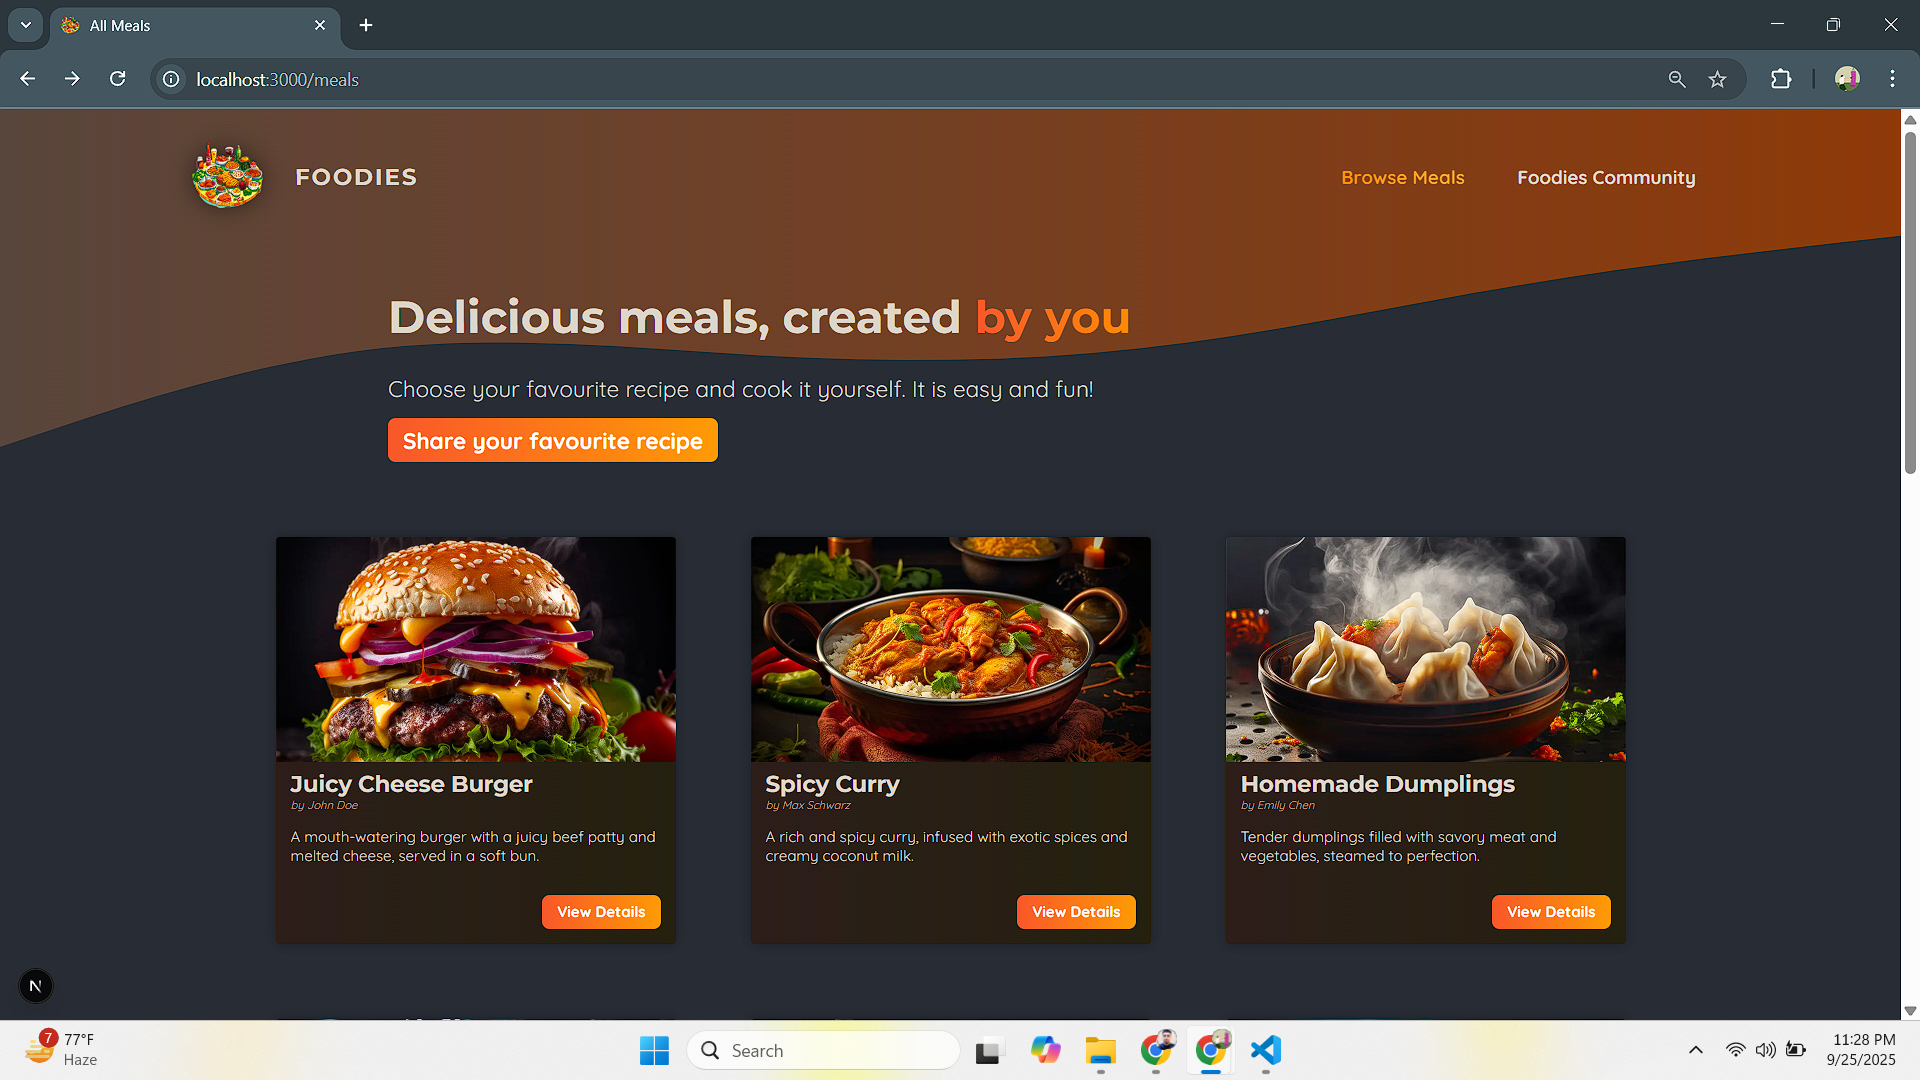 All Meals
localhost:3000/meals
FOODIES
Browse Meals
Foodies Community
Delicious meals, created by you
Choose your favourite recipe and cook it yourself. It is easy and fun!
Share your favourite recipe
Juicy Cheese Burger
by John Doe
A mouth-watering burger with a juicy beef patty and
melted cheese, served in a soft bun.
View Details
Spicy Curry
by Max Schwarz
A rich and spicy curry, infused with exotic spices and
creamy coconut milk.
View Details
Homemade Dumplings
by Emily Chen
Tender dumplings filled with savory meat and
vegetables, steamed to perfection.
View Details
N
7
77°F
Haze
Search
11:28 PM
9/25/2025